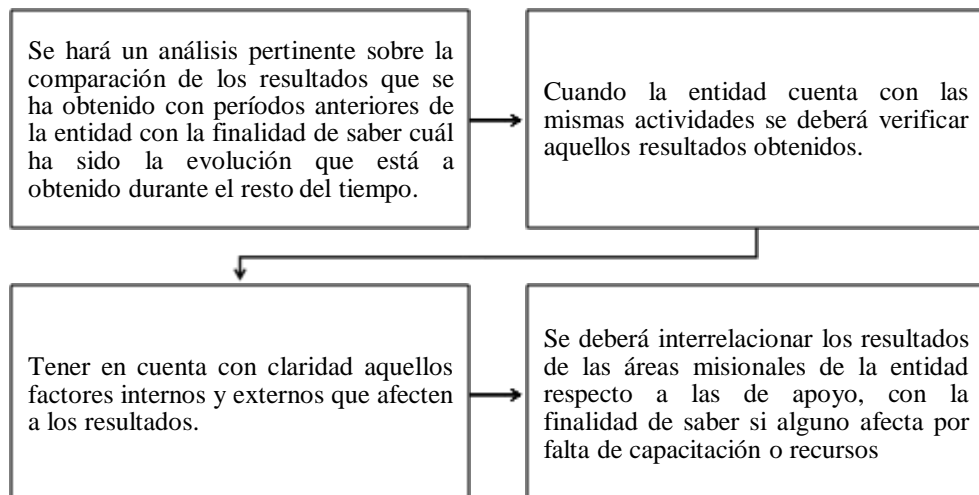 Se hará un análisis pertinente sobre la
comparación de los resultados que se
ha obtenido con períodos anteriores de
la entidad con la finalidad de saber cuál
ha sido la evolución que está a
obtenido durante el resto del tiempo.
Cuando la entidad cuenta con las
mismas actividades se deberá verificar
aquellos resultados obtenidos.
Tener en cuenta con claridad aquellos
factores internos y externos que afecten
a los resultados.
Se deberá interrelacionar los resultados
de las áreas misionales de la entidad
respecto a las de apoyo, con la
finalidad de saber si alguno afecta por
falta de capacitación o recursos